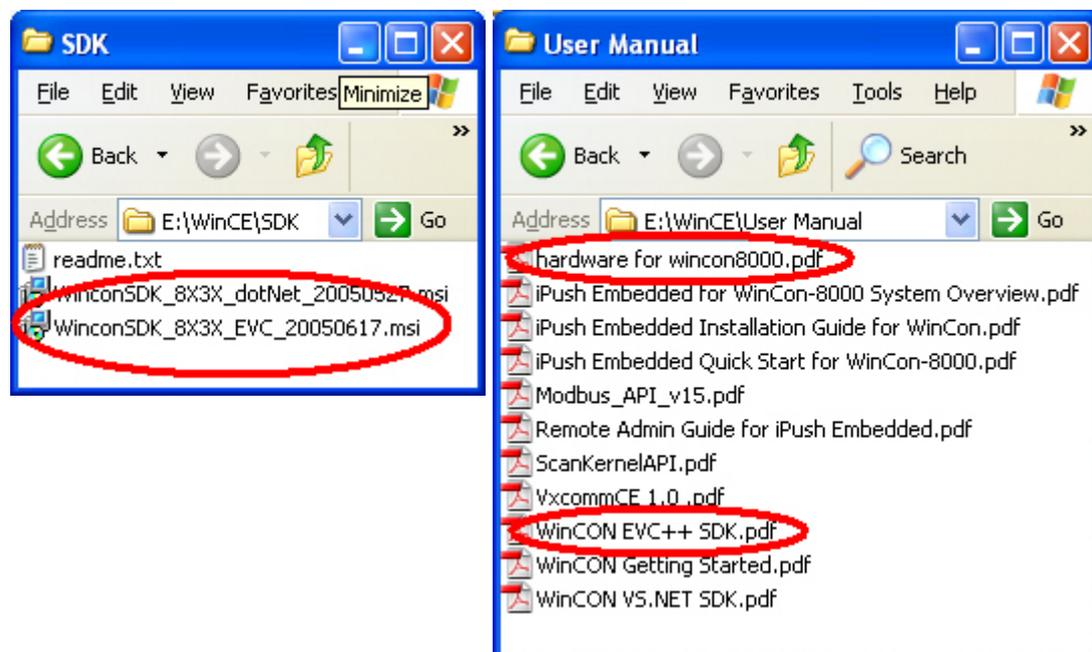 SDK
File Edit View Favorites Minimize
Back
Address E:\WinCE\SDK Go
readme.txt
WinconSDK_8X3X_dotNet_20050527.msi
WinconSDK_8X3X_EVC_20050617.msi
User Manual
File Edit View Favorites Tools Help
Back Search
Address E:\WinCE\User Manual Go
hardware for wincon8000.pdf
iPush Embedded for WinCon-8000 System Overview.pdf
iPush Embedded Installation Guide for WinCon.pdf
iPush Embedded Quick Start for WinCon-8000.pdf
Modbus_API_v15.pdf
Remote Admin Guide for iPush Embedded.pdf
ScanKernelAPI.pdf
VxcommCE 1.0 .pdf
WinCON EVC++ SDK.pdf
WinCON Getting Started.pdf
WinCON VS.NET SDK.pdf